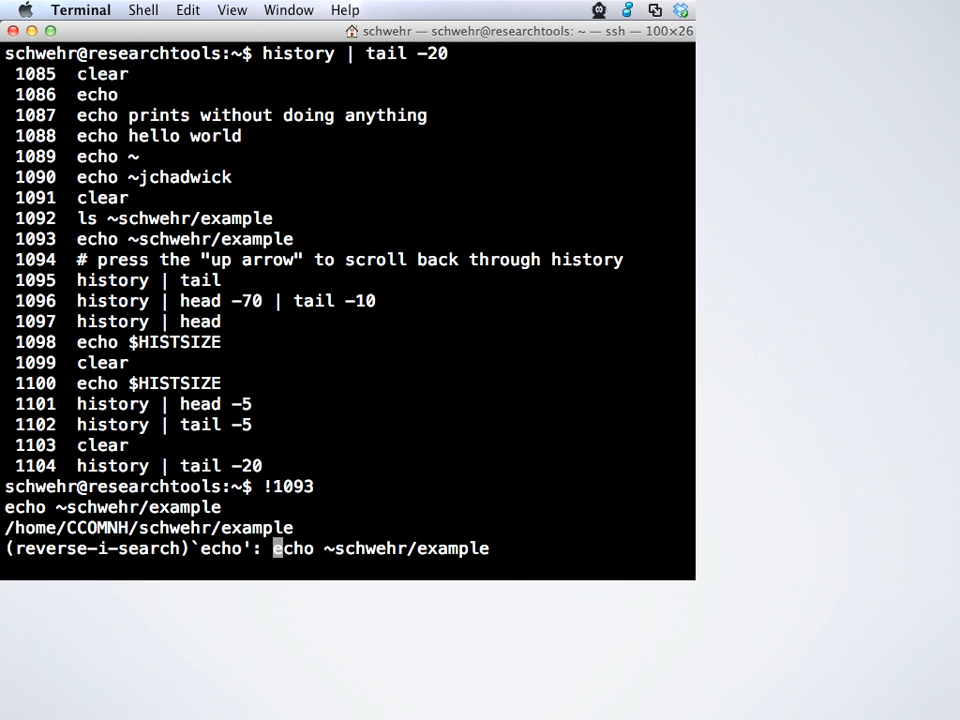 Terminal Shell Edit View Window Help
schwehr — schwehr@researchtools: ~ — ssh — 100×26
schwehr@researchtools:~$ history | tail -20
1085 clear
1086 echo
1087 echo prints without doing anything
1088 echo hello world
1089 echo ~
1090 echo ~jchadwick
1091 clear
1092 ls ~schwehr/example
1093 echo ~schwehr/example
1094 # press the "up arrow" to scroll back through history
1095 history | tail
1096 history | head -70 | tail -10
1097 history | head
1098 echo $HISTSIZE
1099 clear
1100 echo $HISTSIZE
1101 history | head -5
1102 history | tail -5
1103 clear
1104 history | tail -20
schwehr@researchtools:~$ !1093
echo ~schwehr/example
/home/CCOMNH/schwehr/example
(reverse-i-search)`echo': echo ~schwehr/example